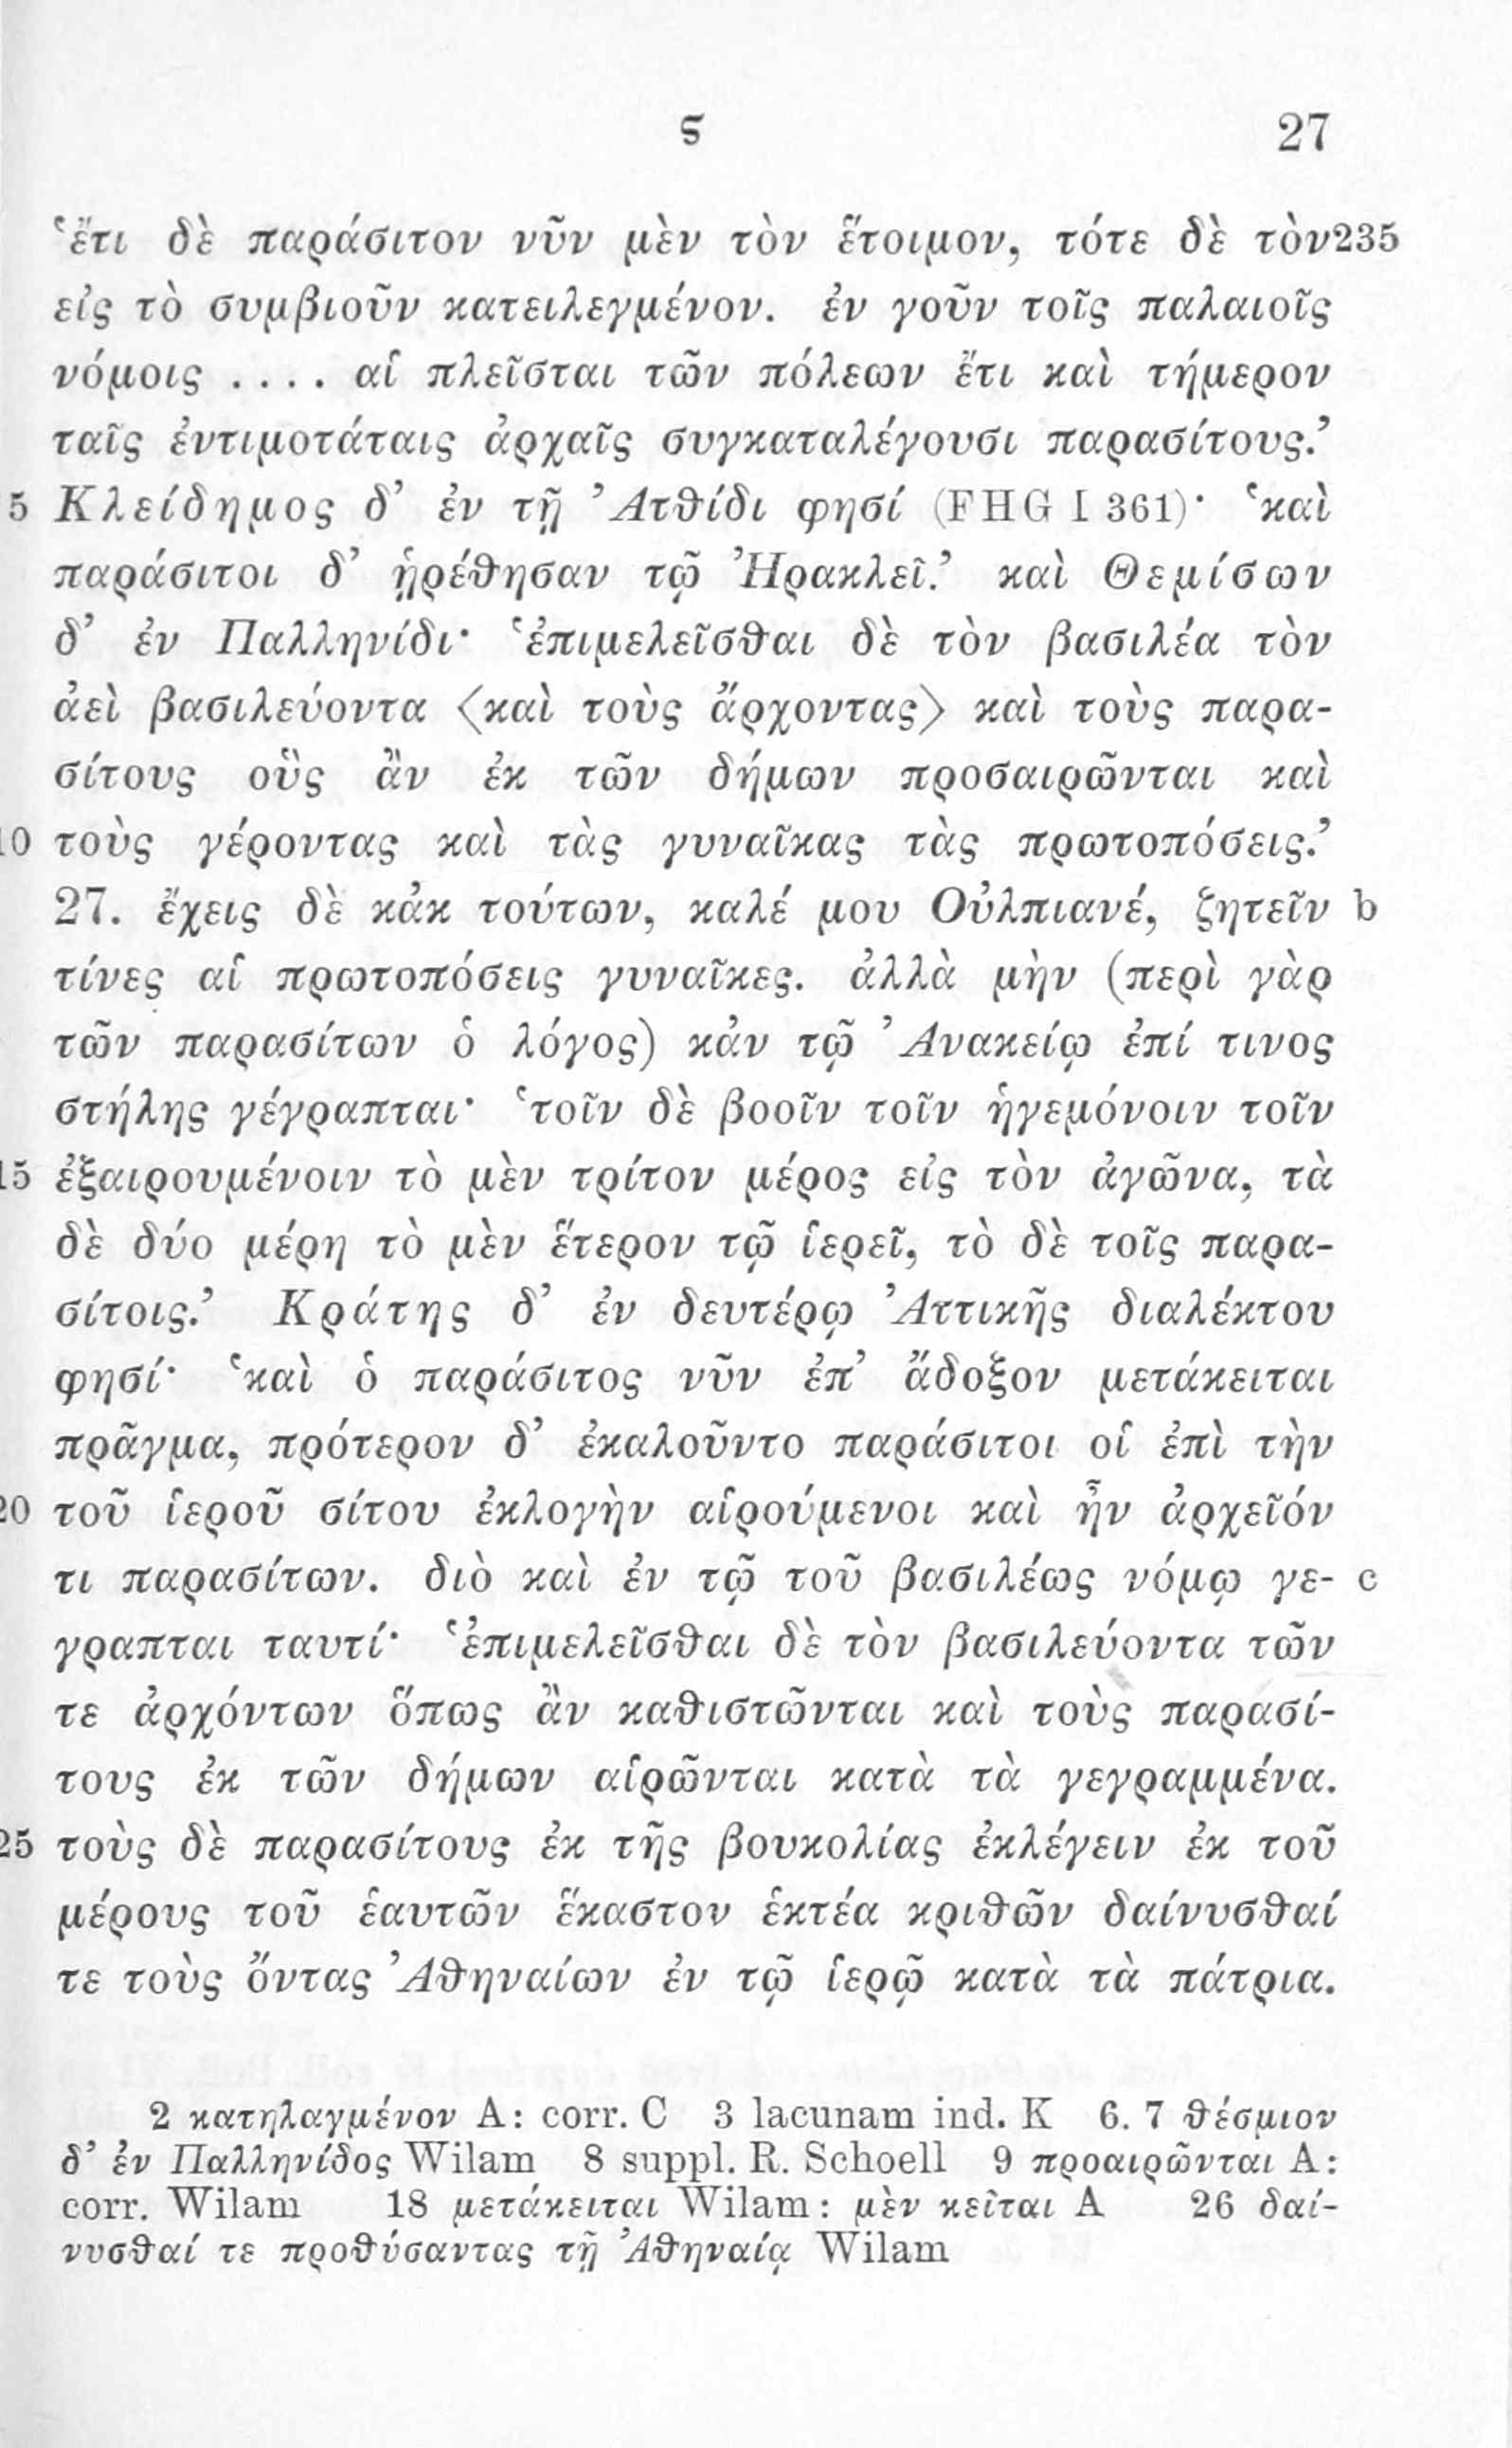 ϛ 27
‘ἔτι δὲ παράσιτον νῦν μὲν τὸν ἕτοιμον, τότε δὲ τὸν 235
εἰς τὸ συμβιοῦν κατειλεγμένον. ἐν γοῦν τοῖς παλαιοῖς
νόμοις .... αἱ πλεῖσται τῶν πόλεων ἔτι καὶ τήμερον
ταῖς ἐντιμοτάταις ἀρχαῖς συγκαταλέγουσι παρασίτους.’
5 Κλείδημος δ’ ἐν τῇ Ἀτθίδι φησί (FHG I 361)· ‘καὶ
παράσιτοι δ’ ᾑρέθησαν τῷ Ἡρακλεῖ.’ καὶ Θεμίσων
δ’ ἐν Παλληνίδι· ‘ἐπιμελεῖσθαι δὲ τὸν βασιλέα τὸν
ἀεὶ βασιλεύοντα <καὶ τοὺς ἄρχοντας> καὶ τοὺς παρα-
σίτους οὓς ἂν ἐκ τῶν δήμων προσαιρῶνται καὶ
10 τοὺς γέροντας καὶ τὰς γυναῖκας τὰς πρωτοπόσεις.’
27. ἔχεις δὲ κἀκ τούτων, καλέ μου Οὐλπιανέ, ζητεῖν b
τίνες αἱ πρωτοπόσεις γυναῖκες. ἀλλὰ μὴν (περὶ γὰρ
τῶν παρασίτων ὁ λόγος) κἀν τῷ Ἀνακείῳ ἐπί τινος
στήλης γέγραπται· ‘τοῖν δὲ βοοῖν τοῖν ἡγεμόνοιν τοῖν
15 ἐξαιρουμένοιν τὸ μὲν τρίτον μέρος εἰς τὸν ἀγῶνα, τὰ
δὲ δύο μέρη τὸ μὲν ἕτερον τῷ ἱερεῖ, τὸ δὲ τοῖς παρα-
σίτοις.’ Κράτης δ’ ἐν δευτέρῳ Ἀττικῆς διαλέκτου
φησί· ‘καὶ ὁ παράσιτος νῦν ἐπ’ ἄδοξον μετάκειται
πρᾶγμα, πρότερον δ’ ἐκαλοῦντο παράσιτοι οἱ ἐπὶ τὴν
20 τοῦ ἱεροῦ σίτου ἐκλογὴν αἱρούμενοι καὶ ἦν ἀρχεῖόν
τι παρασίτων. διὸ καὶ ἐν τῷ τοῦ βασιλέως νόμῳ γε- c
γραπται ταυτί· ‘ἐπιμελεῖσθαι δὲ τὸν βασιλεύοντα τῶν
τε ἀρχόντων ὅπως ἂν καθιστῶνται καὶ τοὺς παρασί-
τους ἐκ τῶν δήμων αἱρῶνται κατὰ τὰ γεγραμμένα.
25 τοὺς δὲ παρασίτους ἐκ τῆς βουκολίας ἐκλέγειν ἐκ τοῦ
μέρους τοῦ ἑαυτῶν ἕκαστον ἑκτέα κριθῶν δαίνυσθαί
τε τοὺς ὄντας Ἀθηναίων ἐν τῷ ἱερῷ κατὰ τὰ πάτρια.
2 κατηλαγμένον A: corr. C 3 lacunam ind. K 6. 7 θέσμιον
δ’ ἐν Παλληνίδος Wilam 8 suppl. R. Schoell 9 προαιρῶνται A:
corr. Wilam 18 μετάκειται Wilam: μὲν κεῖται A 26 δαί-
νυσθαί τε προθύσαντας τῇ Ἀθηναίᾳ Wilam